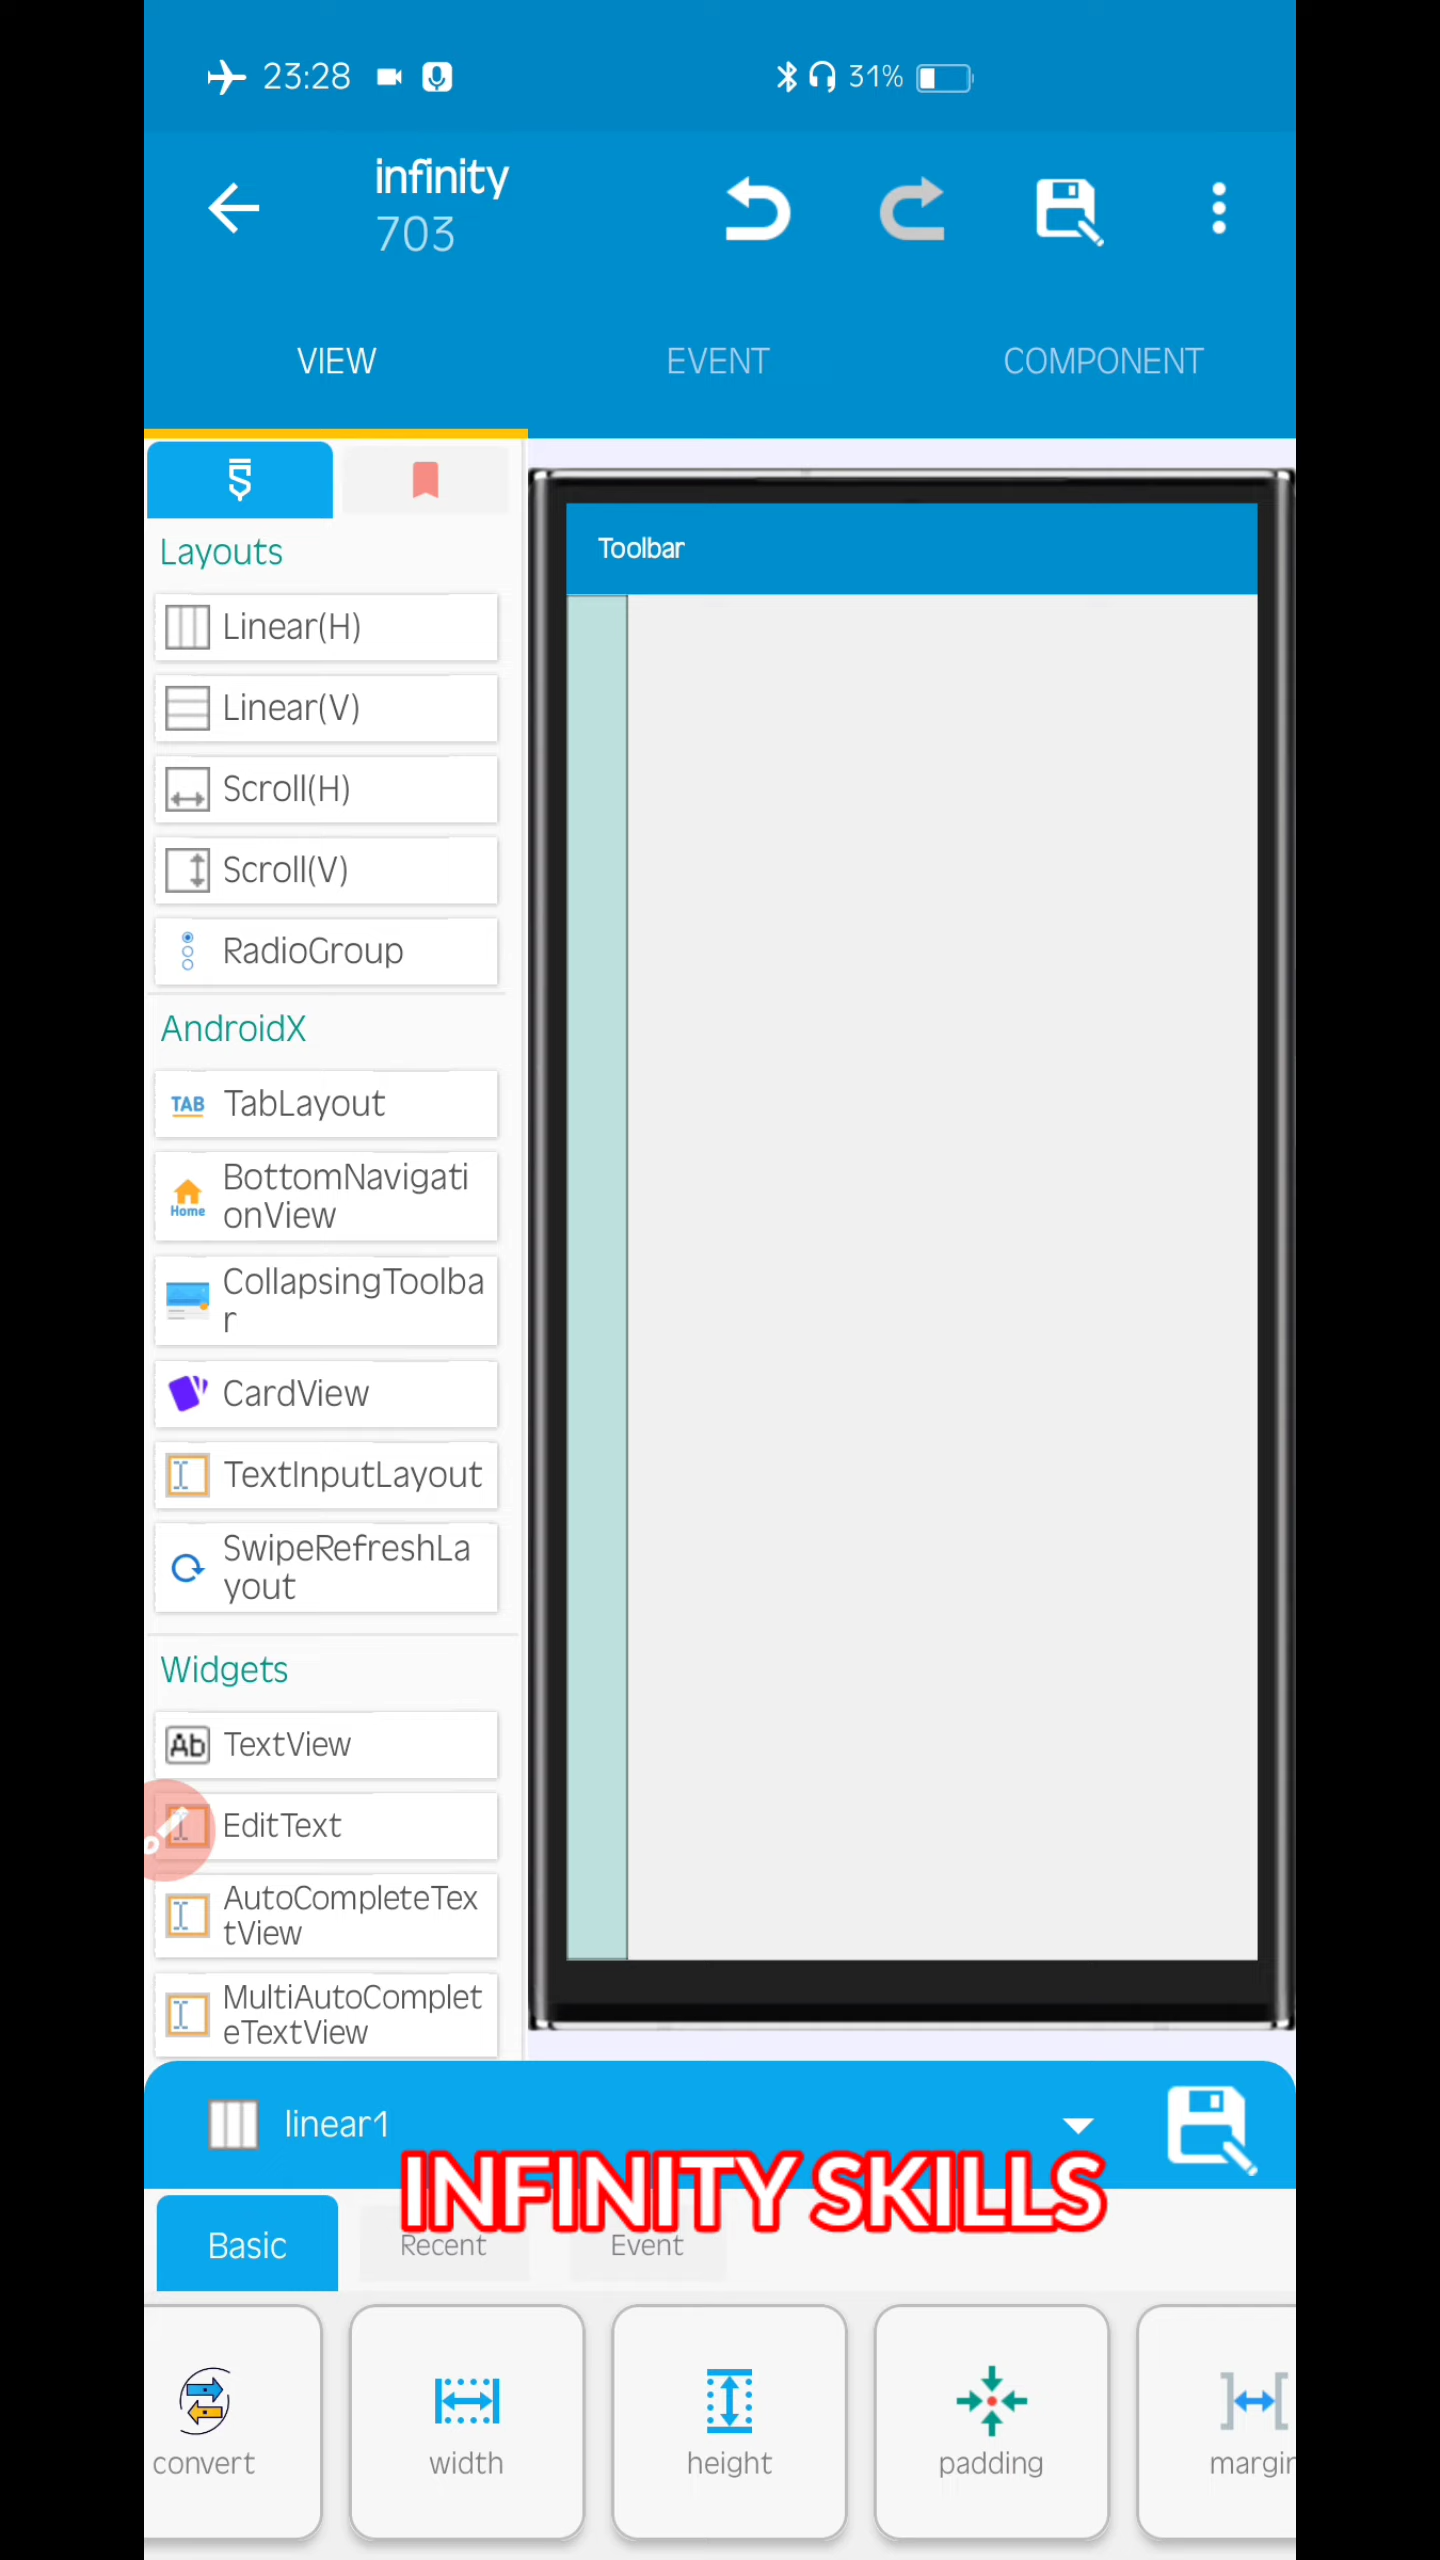 23:28
31%
infinity
703
VIEW
EVENT
COMPONENT
Layouts
Linear(H)
Linear(V)
Scroll(H)
Scroll(V)
RadioGroup
AndroidX
TAB
TabLayout
Home
BottomNavigati
onView
CollapsingToolba
r
CardView
TextInputLayout
SwipeRefreshLa
yout
Widgets
Ab
TextView
EditText
AutoCompleteTex
tView
MultiAutoComplet
eTextView
Toolbar
linear1
INFINITY SKILLS
Basic
Recent
Event
convert
width
height
padding
margin